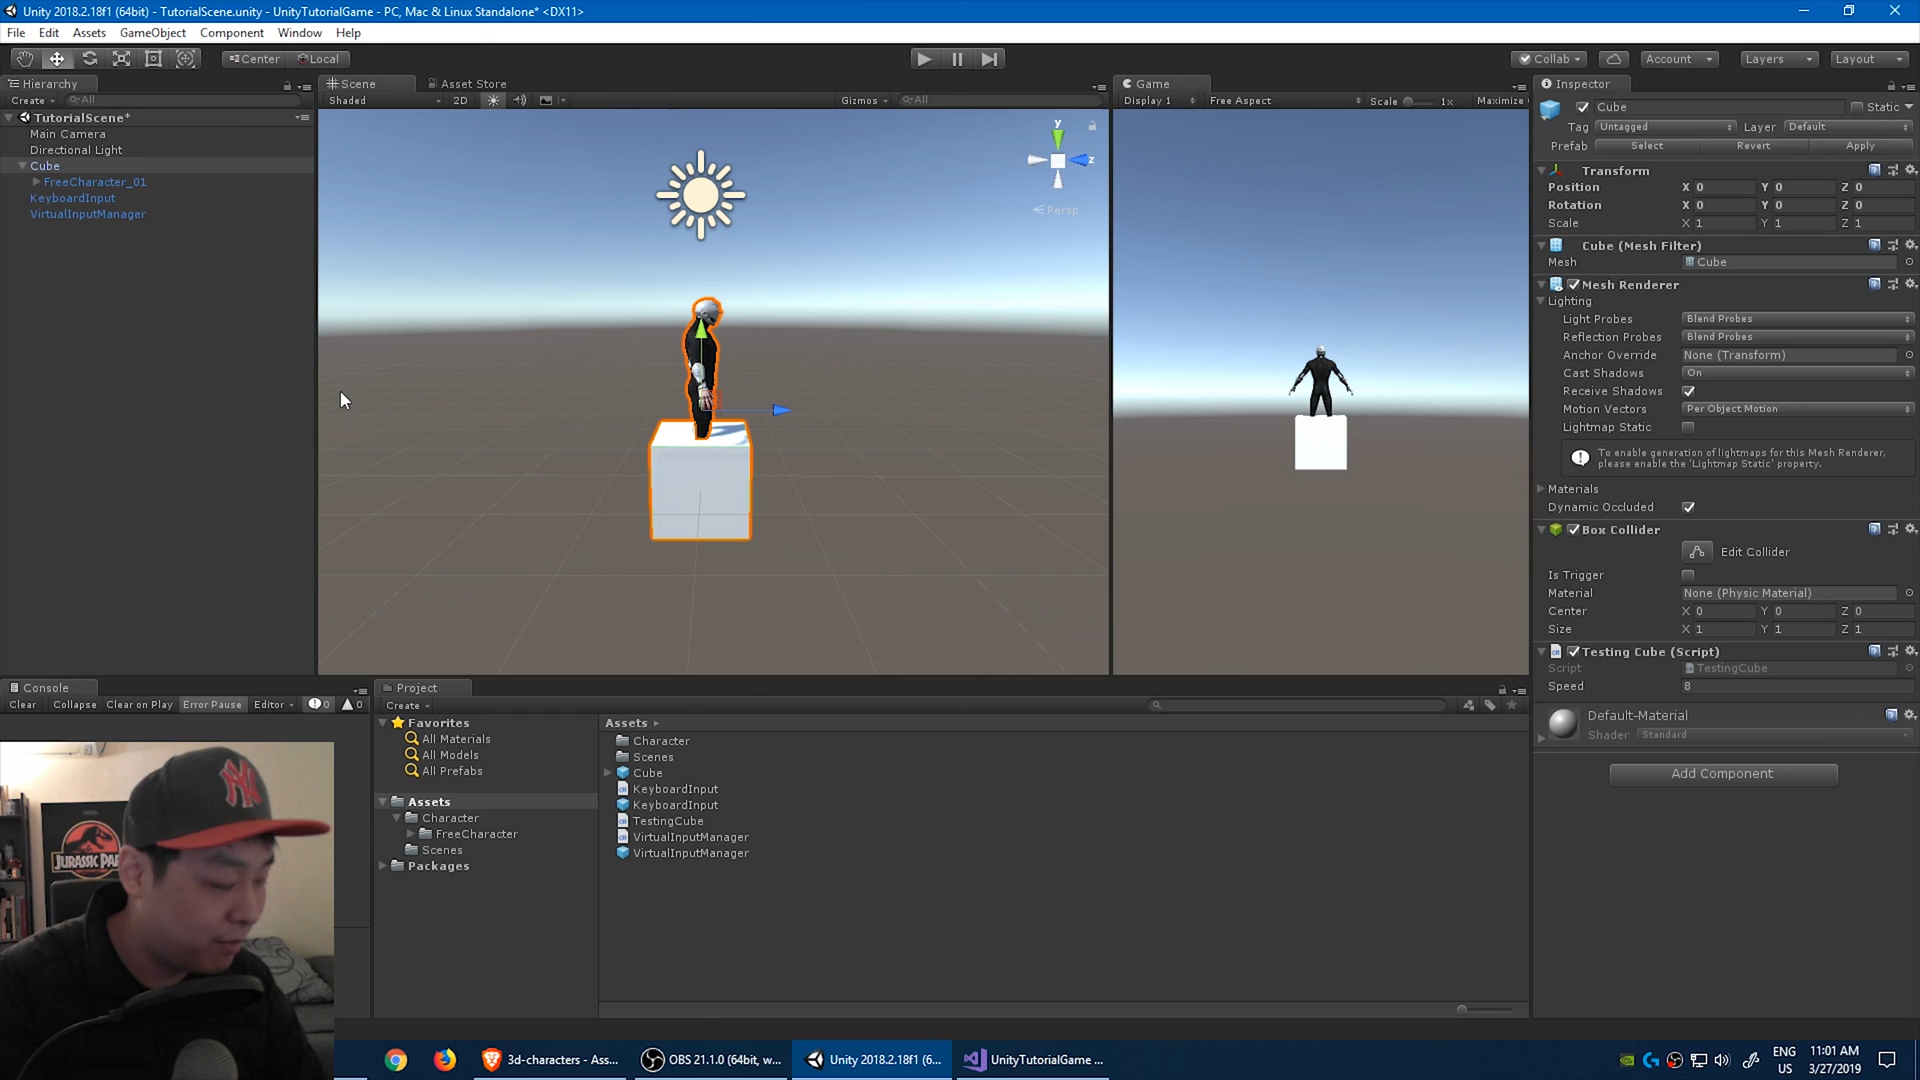 Unity 2018.2.18f1 (64bit) - TutorialScene.unity - UnityTutorialGame - PC, Mac & Linux Standalone* <DX11>
File Edit Assets GameObject Component Window Help
Center Local Collab Account Layers Layout
Hierarchy
Create All
TutorialScene*
Main Camera
Directional Light
Cube
FreeCharacter_01
KeyboardInput
VirtualInputManager
Scene Asset Store
Shaded 2D Gizmos All
y
z
Persp
Game
Display 1 Free Aspect Scale 1x Maximize
Inspector
Cube Static
Tag Untagged Layer Default
Prefab Select Revert Apply
Transform
Position X 0 Y 0 Z 0
Rotation X 0 Y 0 Z 0
Scale X 1 Y 1 Z 1
Cube (Mesh Filter)
Mesh Cube
Mesh Renderer
Lighting
Light Probes Blend Probes
Reflection Probes Blend Probes
Anchor Override None (Transform)
Cast Shadows On
Receive Shadows
Motion Vectors Per Object Motion
Lightmap Static
To enable generation of lightmaps for this Mesh Renderer,
please enable the 'Lightmap Static' property.
Materials
Dynamic Occluded
Box Collider
Edit Collider
Is Trigger
Material None (Physic Material)
Center X 0 Y 0 Z 0
Size X 1 Y 1 Z 1
Testing Cube (Script)
Script TestingCube
Speed 8
Default-Material
Shader Standard
Add Component
Console
Clear Collapse Clear on Play Error Pause Editor 0 0
Project
Create
Favorites
All Materials
All Models
All Prefabs
Assets
Character
FreeCharacter
Scenes
Packages
Assets
Character
Scenes
Cube
KeyboardInput
KeyboardInput
TestingCube
VirtualInputManager
VirtualInputManager
JURASSIC PA
NY
3d-characters - Ass...
OBS 21.1.0 (64bit, w...
Unity 2018.2.18f1 (6...
UnityTutorialGame ...
ENG
US
11:01 AM
3/27/2019